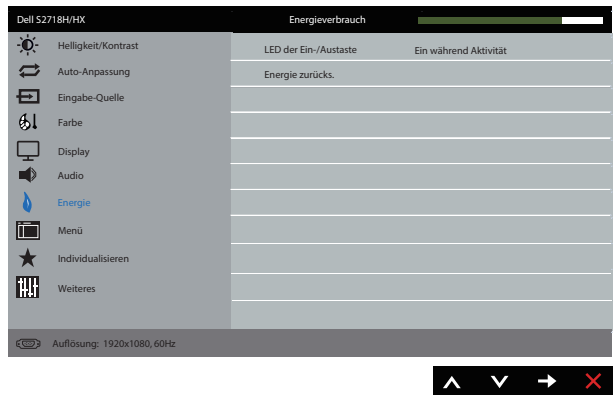 Dell S2718H/HX Energieverbrauch
Helligkeit/Kontrast
LED der Ein-/Austaste Ein während Aktivität
Auto-Anpassung
Energie zurücks.
Eingabe-Quelle
Farbe
Display
Audio
Energie
Menü
Individualisieren
Weiteres
Auflösung: 1920x1080, 60Hz